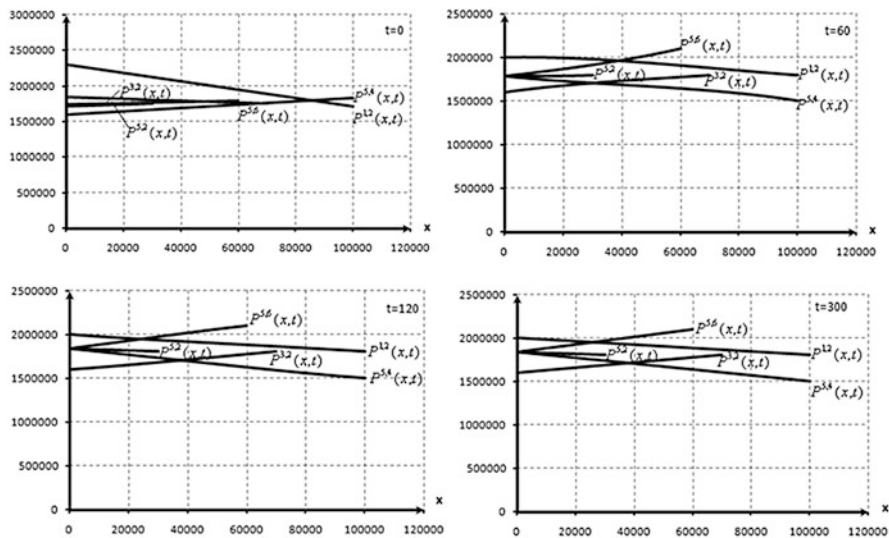 3000000
t=0
2500000
2000000
P^{3,2}(x,t)
P^{5,4}(x,t)
1500000
P^{5,2}(x,t)
P^{5,6}(x,t)
P^{1,2}(x,t)
1000000
500000
0
x
0 20000 40000 60000 80000 100000 120000
2500000
t=60
P^{5,6}(x,t)
2000000
P^{5,2}(x,t)
P^{3,2}(x,t)
P^{1,2}(x,t)
1500000
P^{5,4}(x,t)
1000000
500000
0
x
0 20000 40000 60000 80000 100000 120000
2500000
t=120
P^{5,6}(x,t)
2000000
P^{5,2}(x,t)
P^{3,2}(x,t)
P^{1,2}(x,t)
1500000
P^{5,4}(x,t)
1000000
500000
0
x
0 20000 40000 60000 80000 100000 120000
2500000
t=300
P^{5,6}(x,t)
2000000
P^{5,2}(x,t)
P^{3,2}(x,t)
P^{1,2}(x,t)
1500000
P^{5,4}(x,t)
1000000
500000
0
x
0 20000 40000 60000 80000 100000 120000